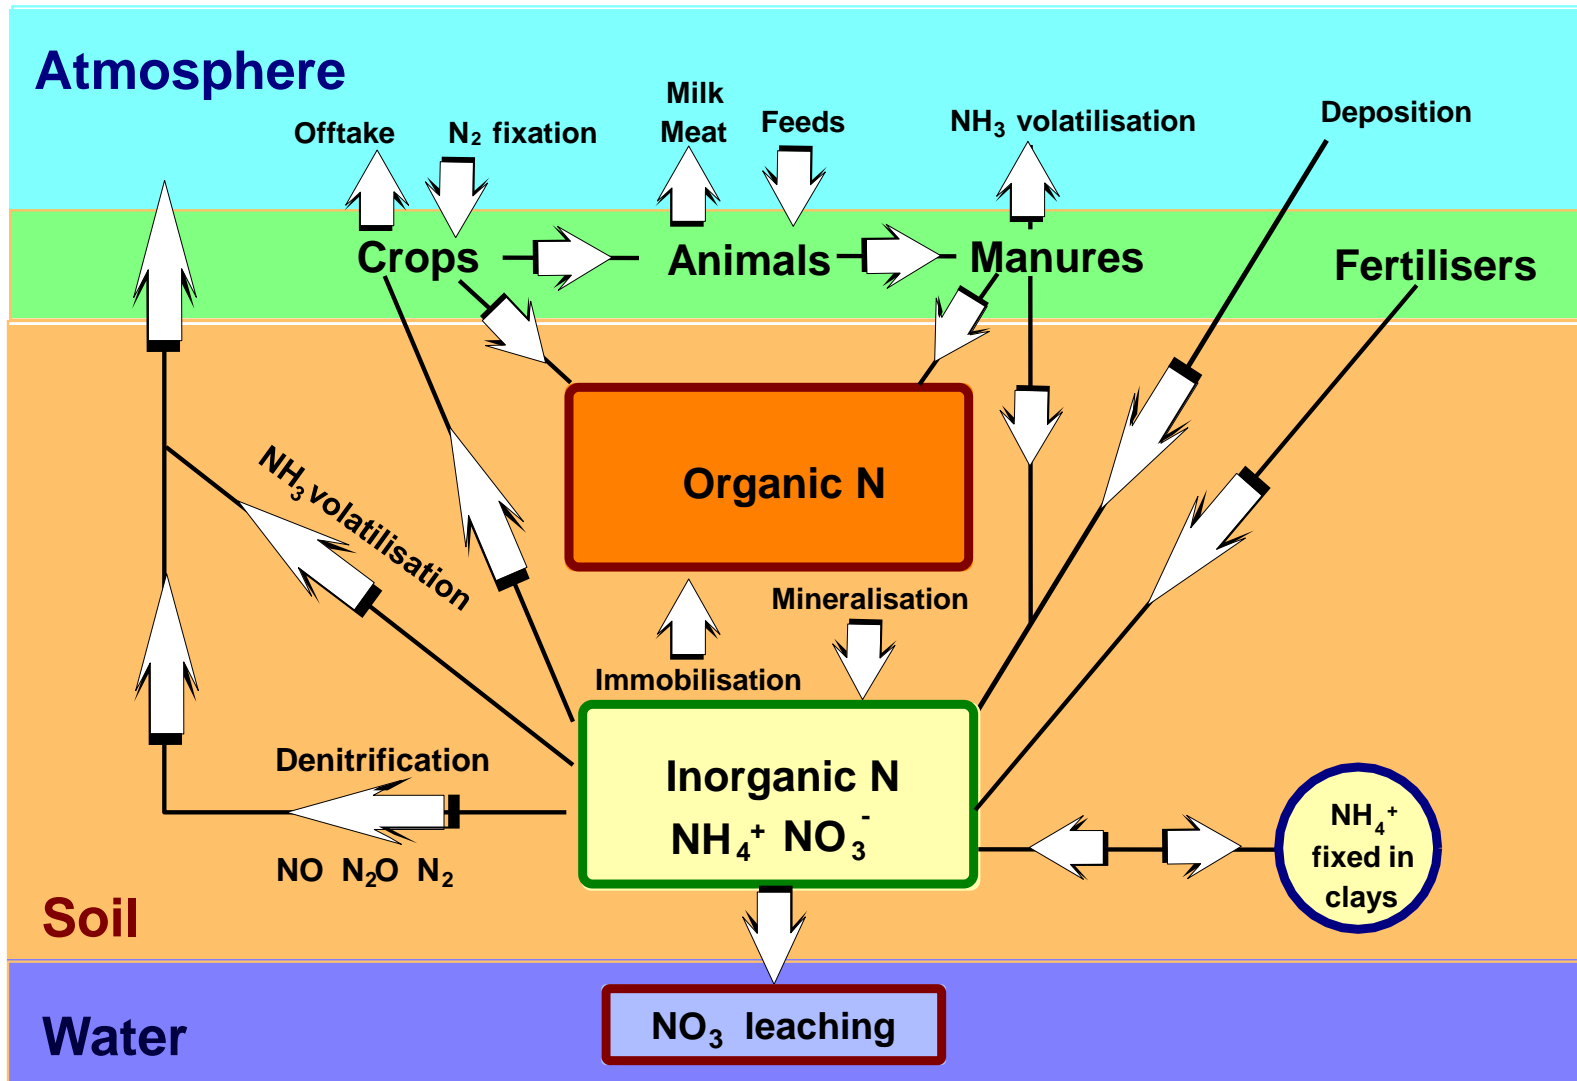 Atmosphere
Milk
Meat
Offtake
N₂ fixation
Feeds
NH₃ volatilisation
Deposition
Crops
Animals
Manures
Fertilisers
Organic N
NH₃ volatilisation
Mineralisation
Immobilisation
Denitrification
NO N₂O N₂
Inorganic N
NH₄⁺ NO₃⁻
NH₄⁺
fixed in
clays
Soil
NO₃ leaching
Water